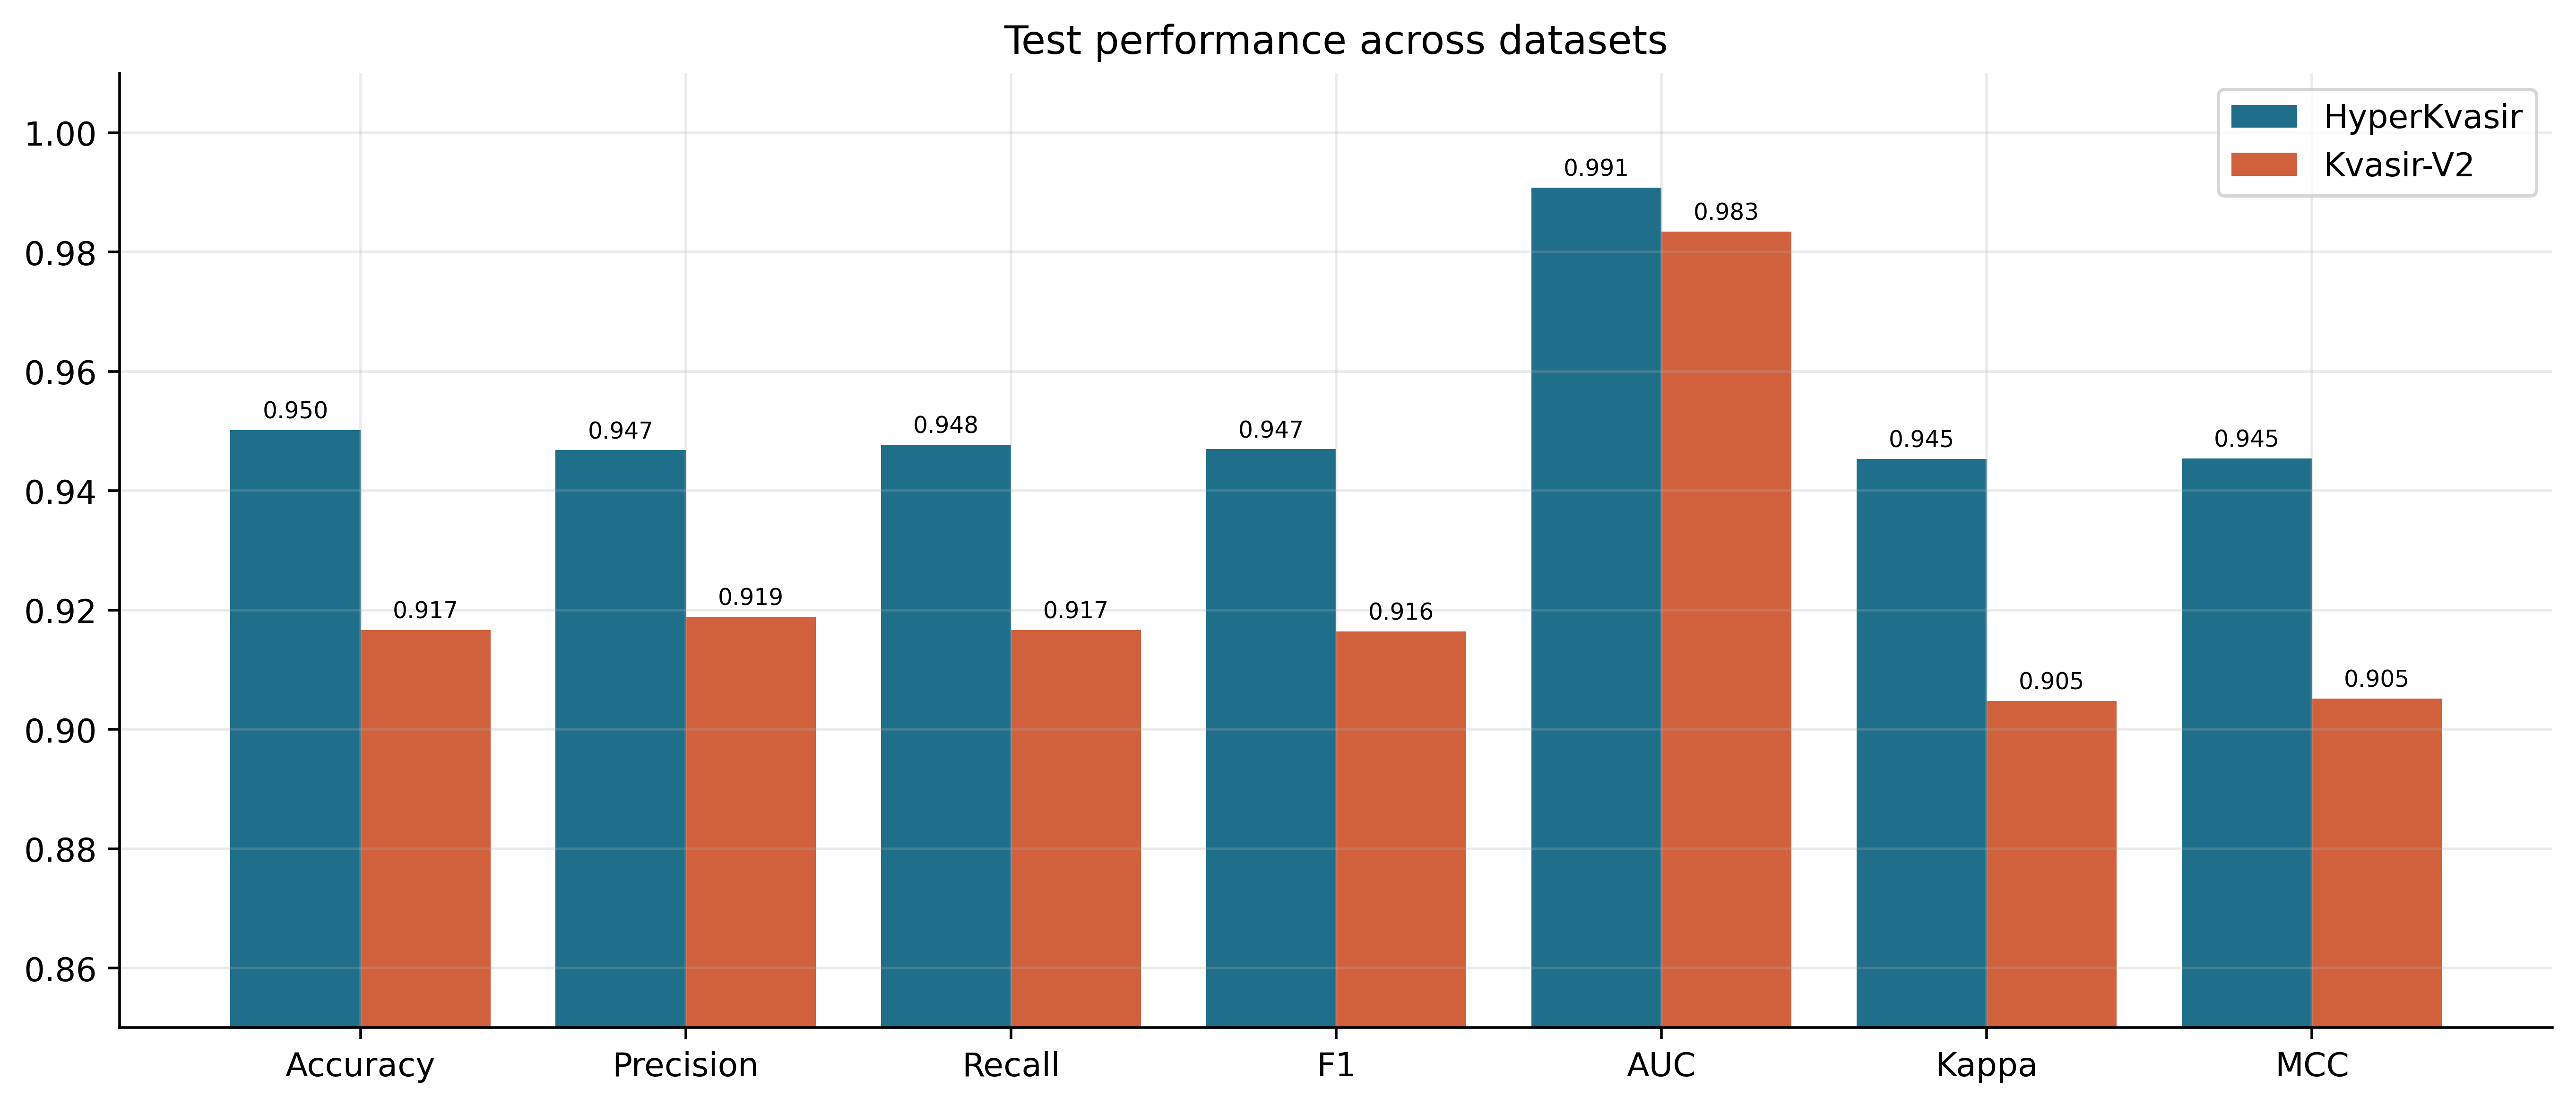 Test performance across datasets
HyperKvasir
Kvasir-V2
1.00
0.98
0.96
0.94
0.92
0.90
0.88
0.86
0.950
0.917
0.947
0.919
0.948
0.917
0.947
0.916
0.991
0.983
0.945
0.905
0.945
0.905
Accuracy
Precision
Recall
F1
AUC
Kappa
MCC